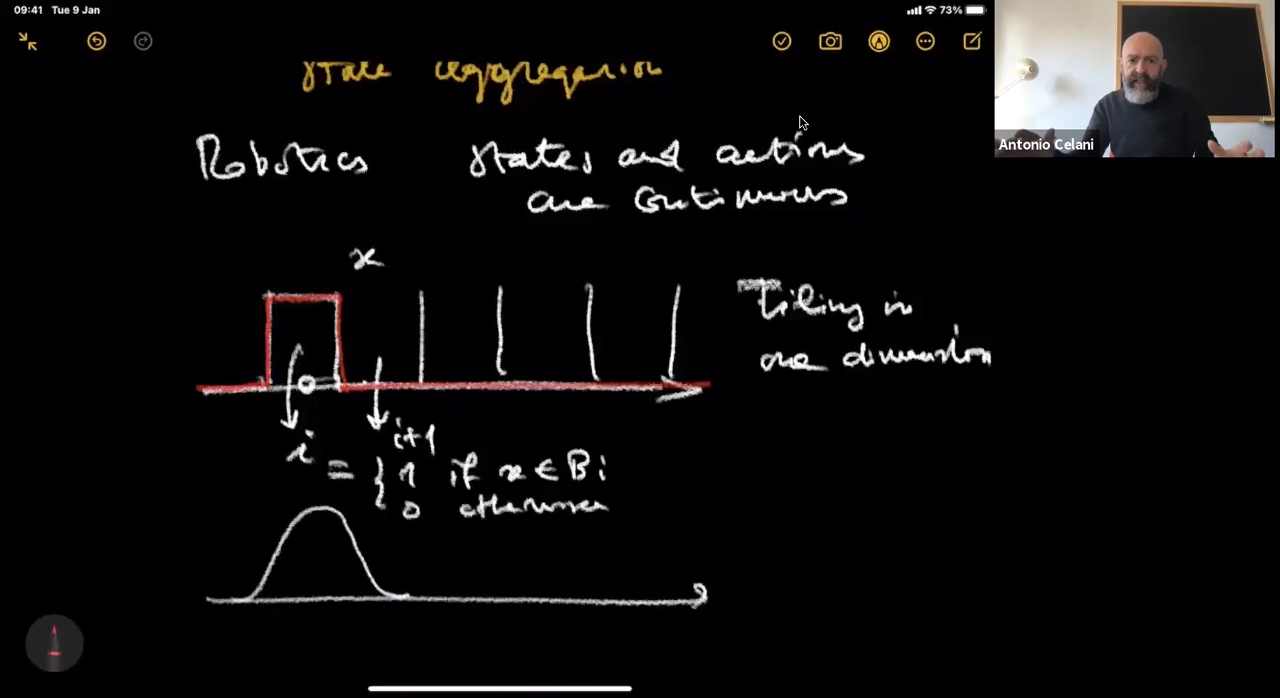 09:41 Tue 9 Jan 73%
state aggregation
Antonio Celani
Robotics states and actions
are continuous
x
Tiling in
one dimension
i i+1
= { 1 if x ∈ Bi
0 otherwise